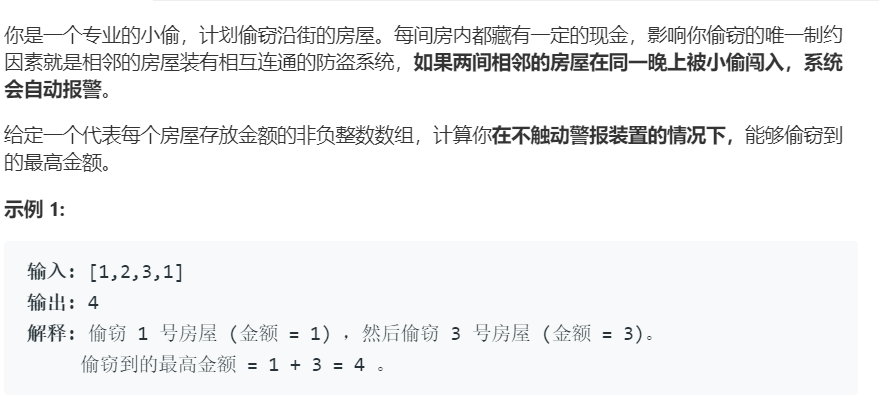 你是一个专业的小偷，计划偷窃沿街的房屋。每间房内都藏有一定的现金，影响你偷窃的唯一制约
因素就是相邻的房屋装有相互连通的防盗系统，如果两间相邻的房屋在同一晚上被小偷闯入，系统
会自动报警。
给定一个代表每个房屋存放金额的非负整数数组，计算你在不触动警报装置的情况下，能够偷窃到
的最高金额。
示例 1:
输入: [1,2,3,1]
输出: 4
解释: 偷窃 1 号房屋 (金额 = 1) ，然后偷窃 3 号房屋 (金额 = 3)。
偷窃到的最高金额 = 1 + 3 = 4 。